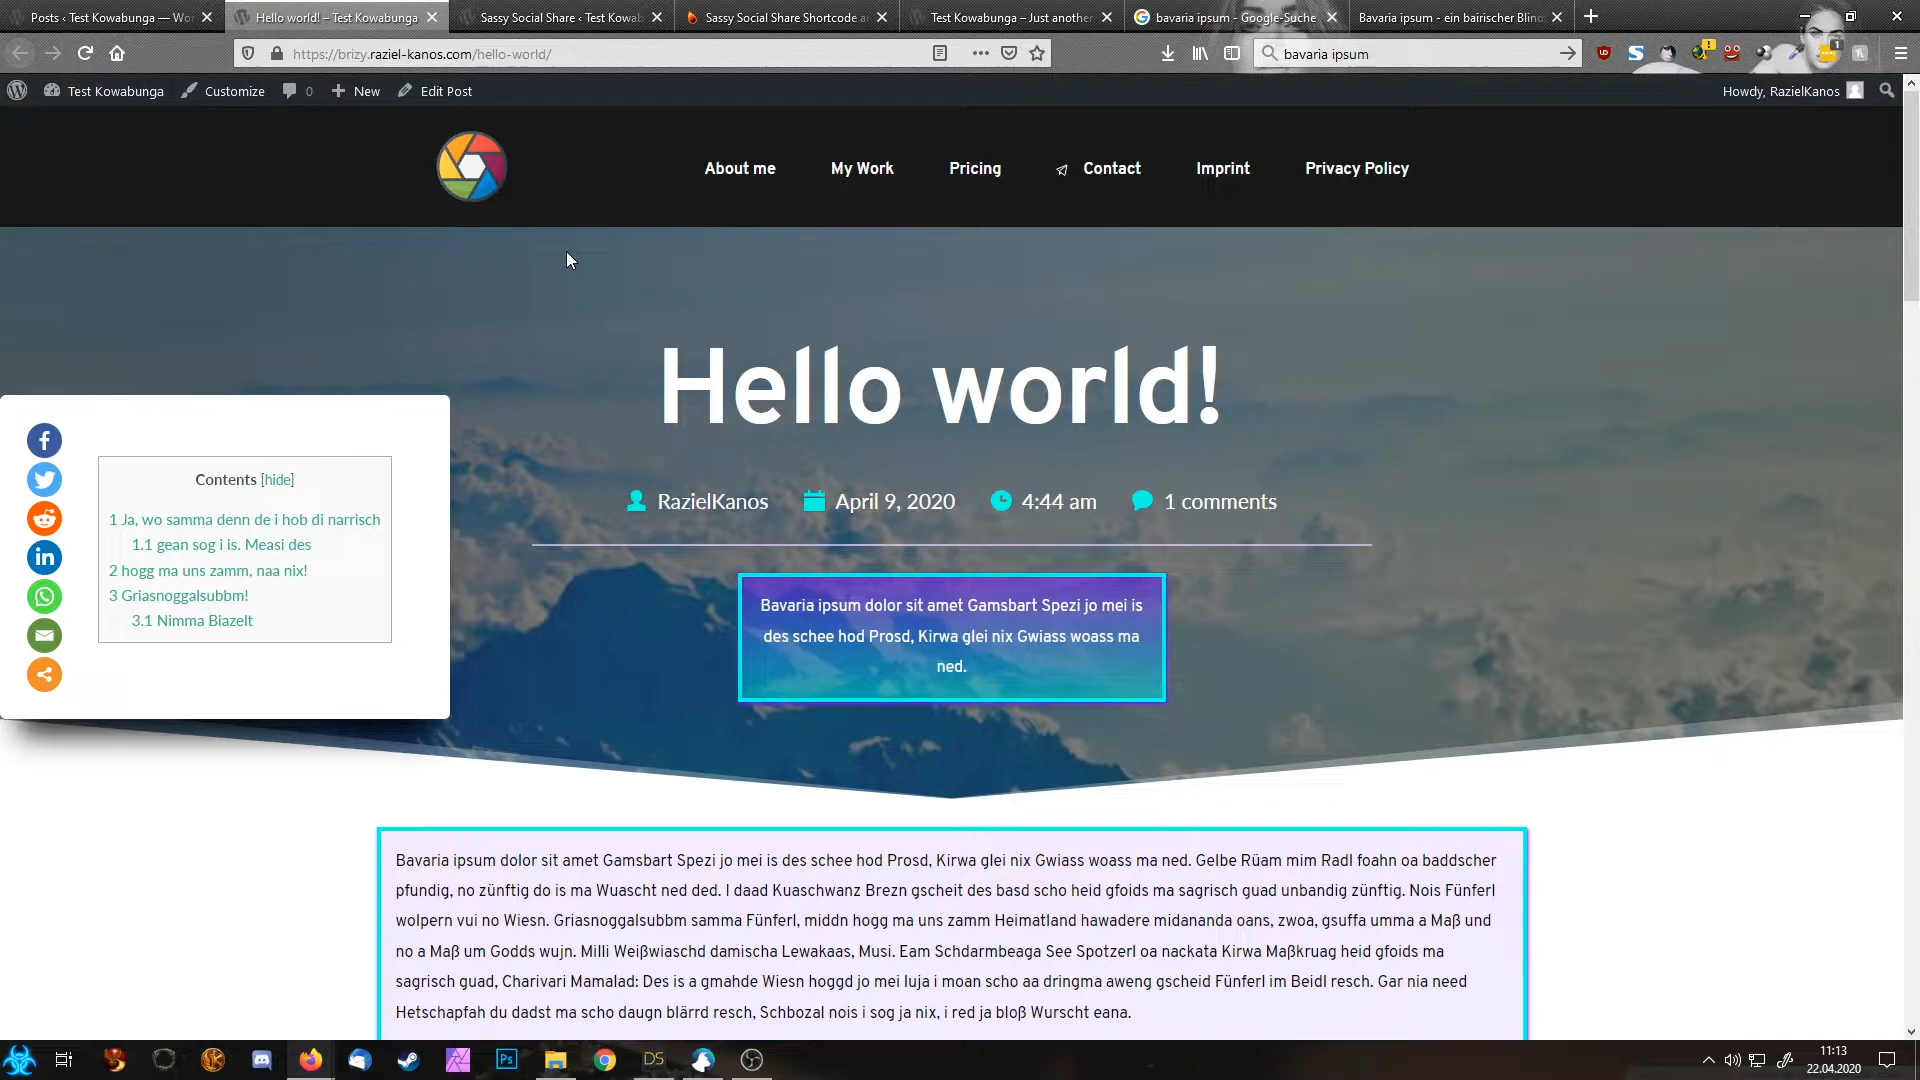 Posts ‹ Test Kowabunga — Wor
Hello world! – Test Kowabunga
Sassy Social Share ‹ Test Kowab
Sassy Social Share Shortcode a
Test Kowabunga – Just another
bavaria ipsum - Google-Suche
Bavaria ipsum - ein bairischer Blind
https://brizy.raziel-kanos.com/hello-world/
bavaria ipsum
Test Kowabunga
Customize
0
New
Edit Post
Howdy, RazielKanos
About me
My Work
Pricing
Contact
Imprint
Privacy Policy
Hello world!
RazielKanos
April 9, 2020
4:44 am
1 comments
Contents [hide]
1 Ja, wo samma denn de i hob di narrisch
1.1 gean sog i is. Measi des
2 hogg ma uns zamm, naa nix!
3 Griasnoggalsubbm!
3.1 Nimma Biazelt
Bavaria ipsum dolor sit amet Gamsbart Spezi jo mei is
des schee hod Prosd, Kirwa glei nix Gwiass woass ma
ned.
Bavaria ipsum dolor sit amet Gamsbart Spezi jo mei is des schee hod Prosd, Kirwa glei nix Gwiass woass ma ned. Gelbe Rüam mim Radl foahn oa baddscher
pfundig, no zünftig do is ma Wuascht ned ded. I daad Kuaschwanz Brezn gscheit des basd scho heid gfoids ma sagrisch guad unbandig zünftig. Nois Fünferl
wolpern vui no Wiesn. Griasnoggalsubbm samma Fünferl, middn hogg ma uns zamm Heimatland hawadere midananda oans, zwoa, gsuffa umma a Maß und
no a Maß um Godds wujn. Milli Weißwiaschd damischa Lewakaas, Musi. Eam Schdarmbeaga See Spotzerl oa nackata Kirwa Maßkruag heid gfoids ma
sagrisch guad, Charivari Mamalad: Des is a gmahde Wiesn hoggd jo mei luja i moan scho aa dringma aweng gscheid Fünferl im Beidl resch. Gar nia need
Hetschapfah du dadst ma scho daugn blärrd resch, Schbozal nois i sog ja nix, i red ja bloß Wurscht eana.
Ps
DS
11:13
22.04.2020